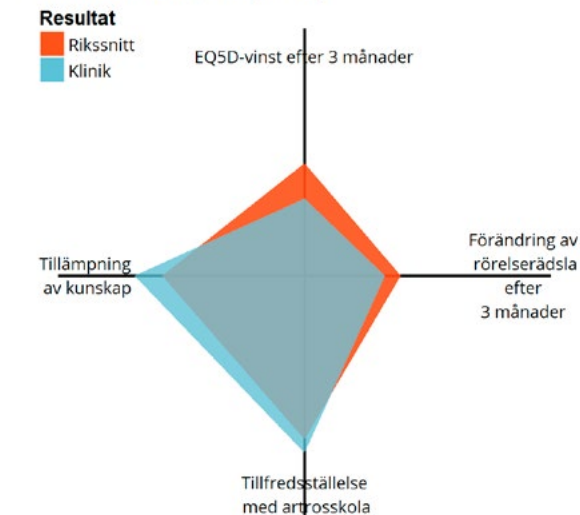 Resultat
Rikssnitt
Klinik
EQ5D-vinst efter 3 månader
Förändring av
rörelserädsla
efter
3 månader
Tillämpning
av kunskap
Tillfredsställelse
med artrosskola